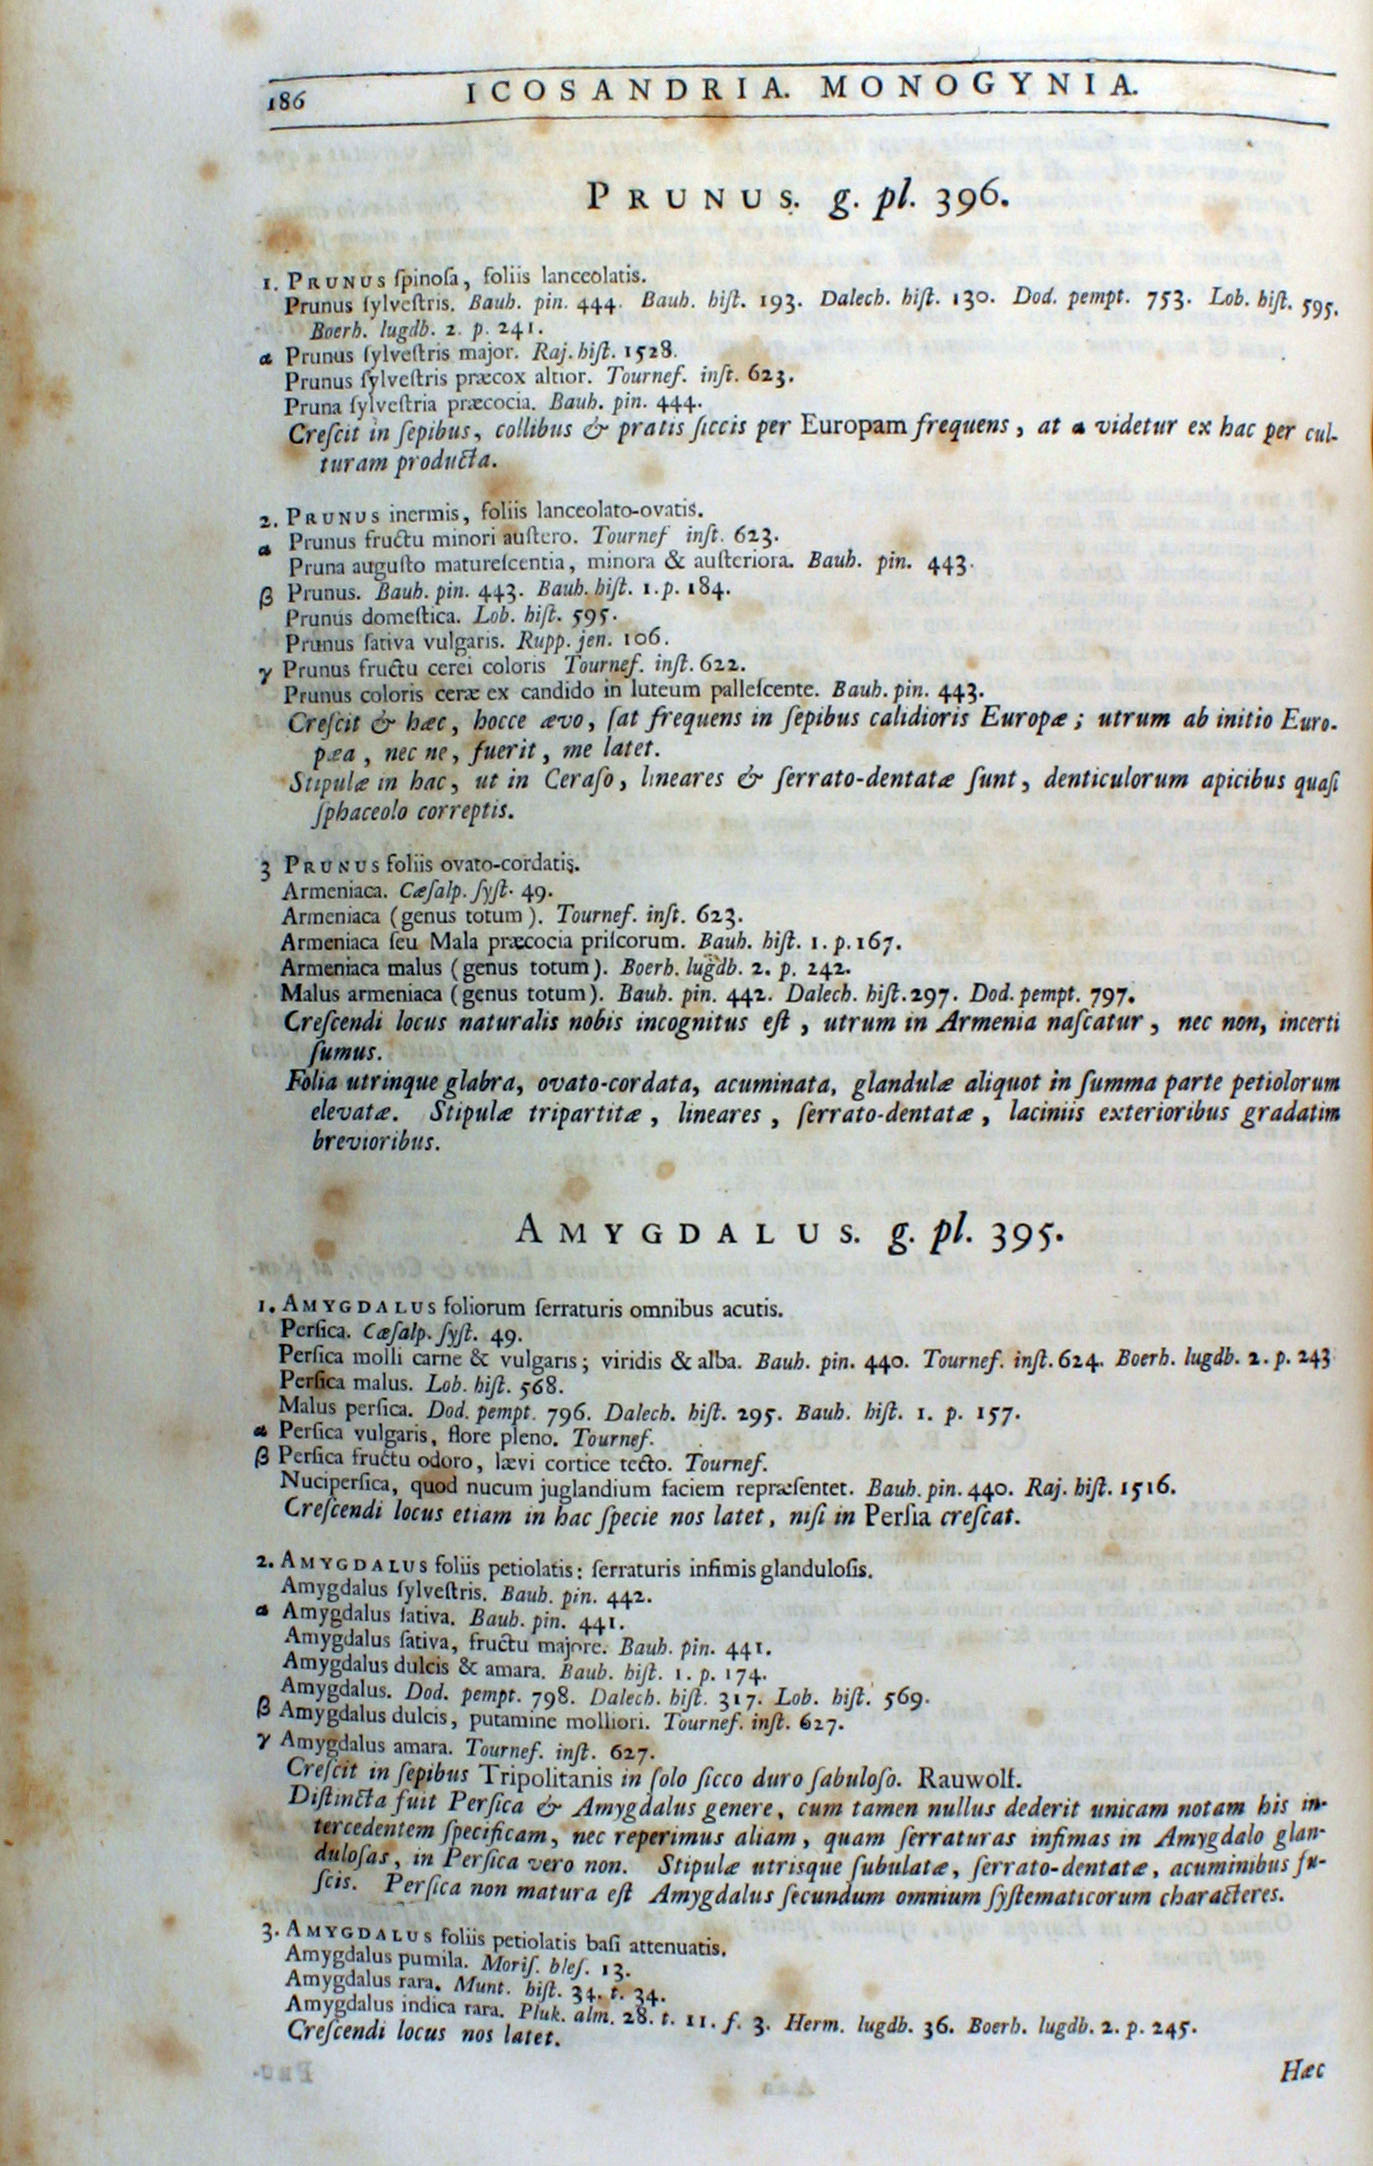 186 ICOSANDRIA. MONOGYNIA.
PRUNUS. g. pl. 396.
1. PRUNUS ſpinoſa, foliis lanceolatis.
Prunus ſylveſtris. Bauh. pin. 444. Bauh. hiſt. 193. Dalech. hiſt. 130. Dod. pempt. 753. Lob. hiſt. 595.
Boerh. lugdb. 2. p. 241.
α Prunus ſylveſtris major. Raj. hiſt. 1528.
Prunus ſylveſtris præcox altior. Tournef. inſt. 623.
Pruna ſylveſtria præcocia. Bauh. pin. 444.
Creſcit in ſepibus, collibus & pratis ſiccis per Europam frequens, at α videtur ex hac per cul-
turam producta.
2. PRUNUS inermis, foliis lanceolato-ovatis.
α Prunus fructu minori auſtero. Tournef inſt. 623.
Pruna auguſto matureſcentia, minora & auſteriora. Bauh. pin. 443.
β Prunus. Bauh. pin. 443. Bauh. hiſt. 1. p. 184.
Prunus domeſtica. Lob. hiſt. 595.
Prunus ſativa vulgaris. Rupp. jen. 106.
γ Prunus fructu cerei coloris Tournef. inſt. 622.
Prunus coloris ceræ ex candido in luteum palleſcente. Bauh. pin. 443.
Creſcit & hæc, hocce ævo, ſat frequens in ſepibus calidioris Europæ; utrum ab initio Euro-
pæa, nec ne, fuerit, me latet.
Stipulæ in hac, ut in Ceraſo, lineares & ſerrato-dentatæ ſunt, denticulorum apicibus quaſi
ſphaceolo correptis.
3 PRUNUS foliis ovato-cordatis.
Armeniaca. Cæſalp. ſyſt. 49.
Armeniaca (genus totum). Tournef. inſt. 623.
Armeniaca ſeu Mala præcocia priſcorum. Bauh. hiſt. 1. p. 167.
Armeniaca malus (genus totum). Boerh. lugdb. 2. p. 242.
Malus armeniaca (genus totum). Bauh. pin. 442. Dalech. hiſt. 297. Dod. pempt. 797.
Creſcendi locus naturalis nobis incognitus eſt, utrum in Armenia naſcatur, nec non, incerti
ſumus.
Folia utrinque glabra, ovato-cordata, acuminata, glandulæ aliquot in ſumma parte petiolorum
elevatæ. Stipulæ tripartitæ, lineares, ſerrato-dentatæ, laciniis exterioribus gradatim
brevioribus.
AMYGDALUS. g. pl. 395.
1. AMYGDALUS foliorum ſerraturis omnibus acutis.
Perſica. Cæſalp. ſyſt. 49.
Perſica molli carne & vulgaris; viridis & alba. Bauh. pin. 440. Tournef. inſt. 624. Boerh. lugdb. 2. p. 243
Perſica malus. Lob. hiſt. 568.
Malus perſica. Dod. pempt. 796. Dalech. hiſt. 295. Bauh. hiſt. 1. p. 157.
α Perſica vulgaris, flore pleno. Tournef.
β Perſica fructu odoro, lævi cortice tecto. Tournef.
Nuciperſica, quod nucum juglandium faciem repræſentet. Bauh. pin. 440. Raj. hiſt. 1516.
Creſcendi locus etiam in hac ſpecie nos latet, niſi in Perſia creſcat.
2. AMYGDALUS foliis petiolatis: ſerraturis infimis glanduloſis.
Amygdalus ſylveſtris. Bauh. pin. 442.
α Amygdalus ſativa. Bauh. pin. 441.
Amygdalus ſativa, fructu majore. Bauh. pin. 441.
Amygdalus dulcis & amara. Bauh. hiſt. 1. p. 174.
Amygdalus. Dod. pempt. 798. Dalech. hiſt. 317. Lob. hiſt. 569.
β Amygdalus dulcis, putamine molliori. Tournef. inſt. 627.
γ Amygdalus amara. Tournef. inſt. 627.
Creſcit in ſepibus Tripolitanis in ſolo ſicco duro ſabuloſo. Rauwolf.
Diſtincta fuit Perſica & Amygdalus genere, cum tamen nullus dederit unicam notam his in-
tercedentem ſpecificam, nec reperimus aliam, quam ſerraturas infimas in Amygdalo glan-
duloſas, in Perſica vero non. Stipulæ utrisque ſubulatæ, ſerrato-dentatæ, acuminibus fu-
ſcis. Perſica non matura eſt Amygdalus ſecundum omnium ſyſtematicorum characteres.
3. AMYGDALUS foliis petiolatis baſi attenuatis.
Amygdalus pumila. Moriſ. bleſ. 13.
Amygdalus rara. Munt. hiſt. 34. t. 34.
Amygdalus indica rara. Pluk. alm. 28. t. 11. f. 3. Herm. lugdb. 36. Boerh. lugdb. 2. p. 245.
Creſcendi locus nos latet.
Hæc